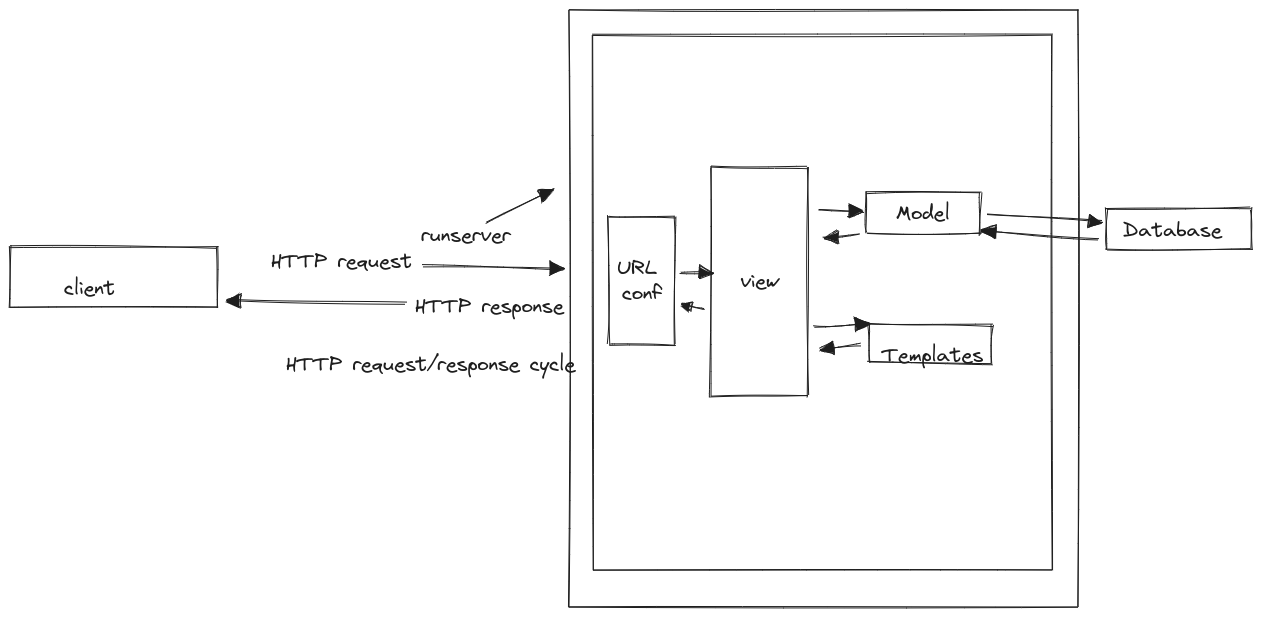 client
runserver
HTTP request
HTTP response
HTTP request/response cycle
URL
conf
view
Model
Templates
Database